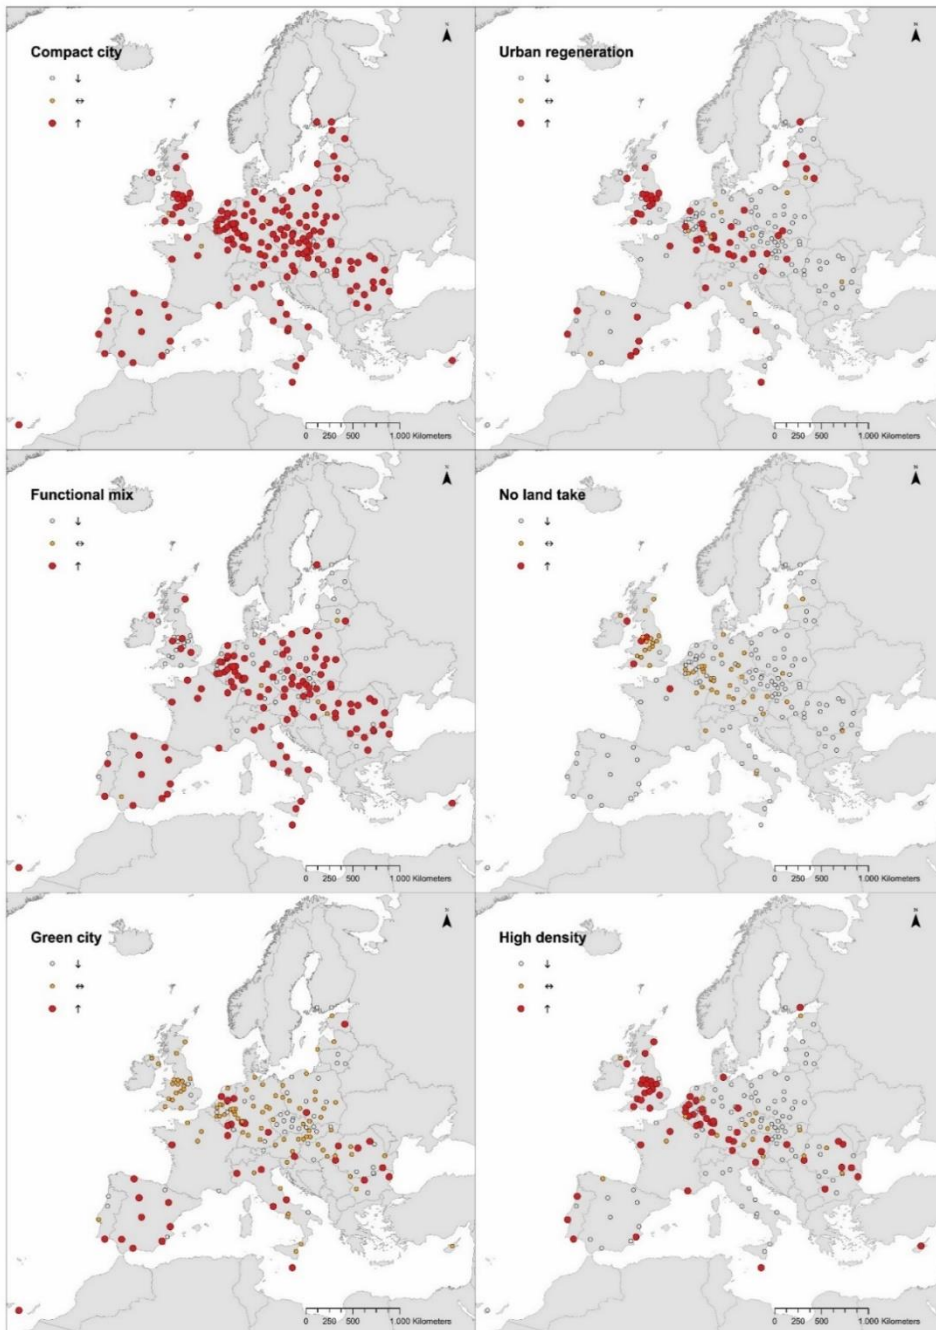 Compact city
↓
↔
↑
N
0 250 500 1.000 Kilometers
Urban regeneration
↓
↔
↑
N
0 250 500 1.000 Kilometers
Functional mix
↓
↔
↑
N
0 250 500 1.000 Kilometers
No land take
↓
↔
↑
N
0 250 500 1.000 Kilometers
Green city
↓
↔
↑
N
0 250 500 1.000 Kilometers
High density
↓
↔
↑
N
0 250 500 1.000 Kilometers